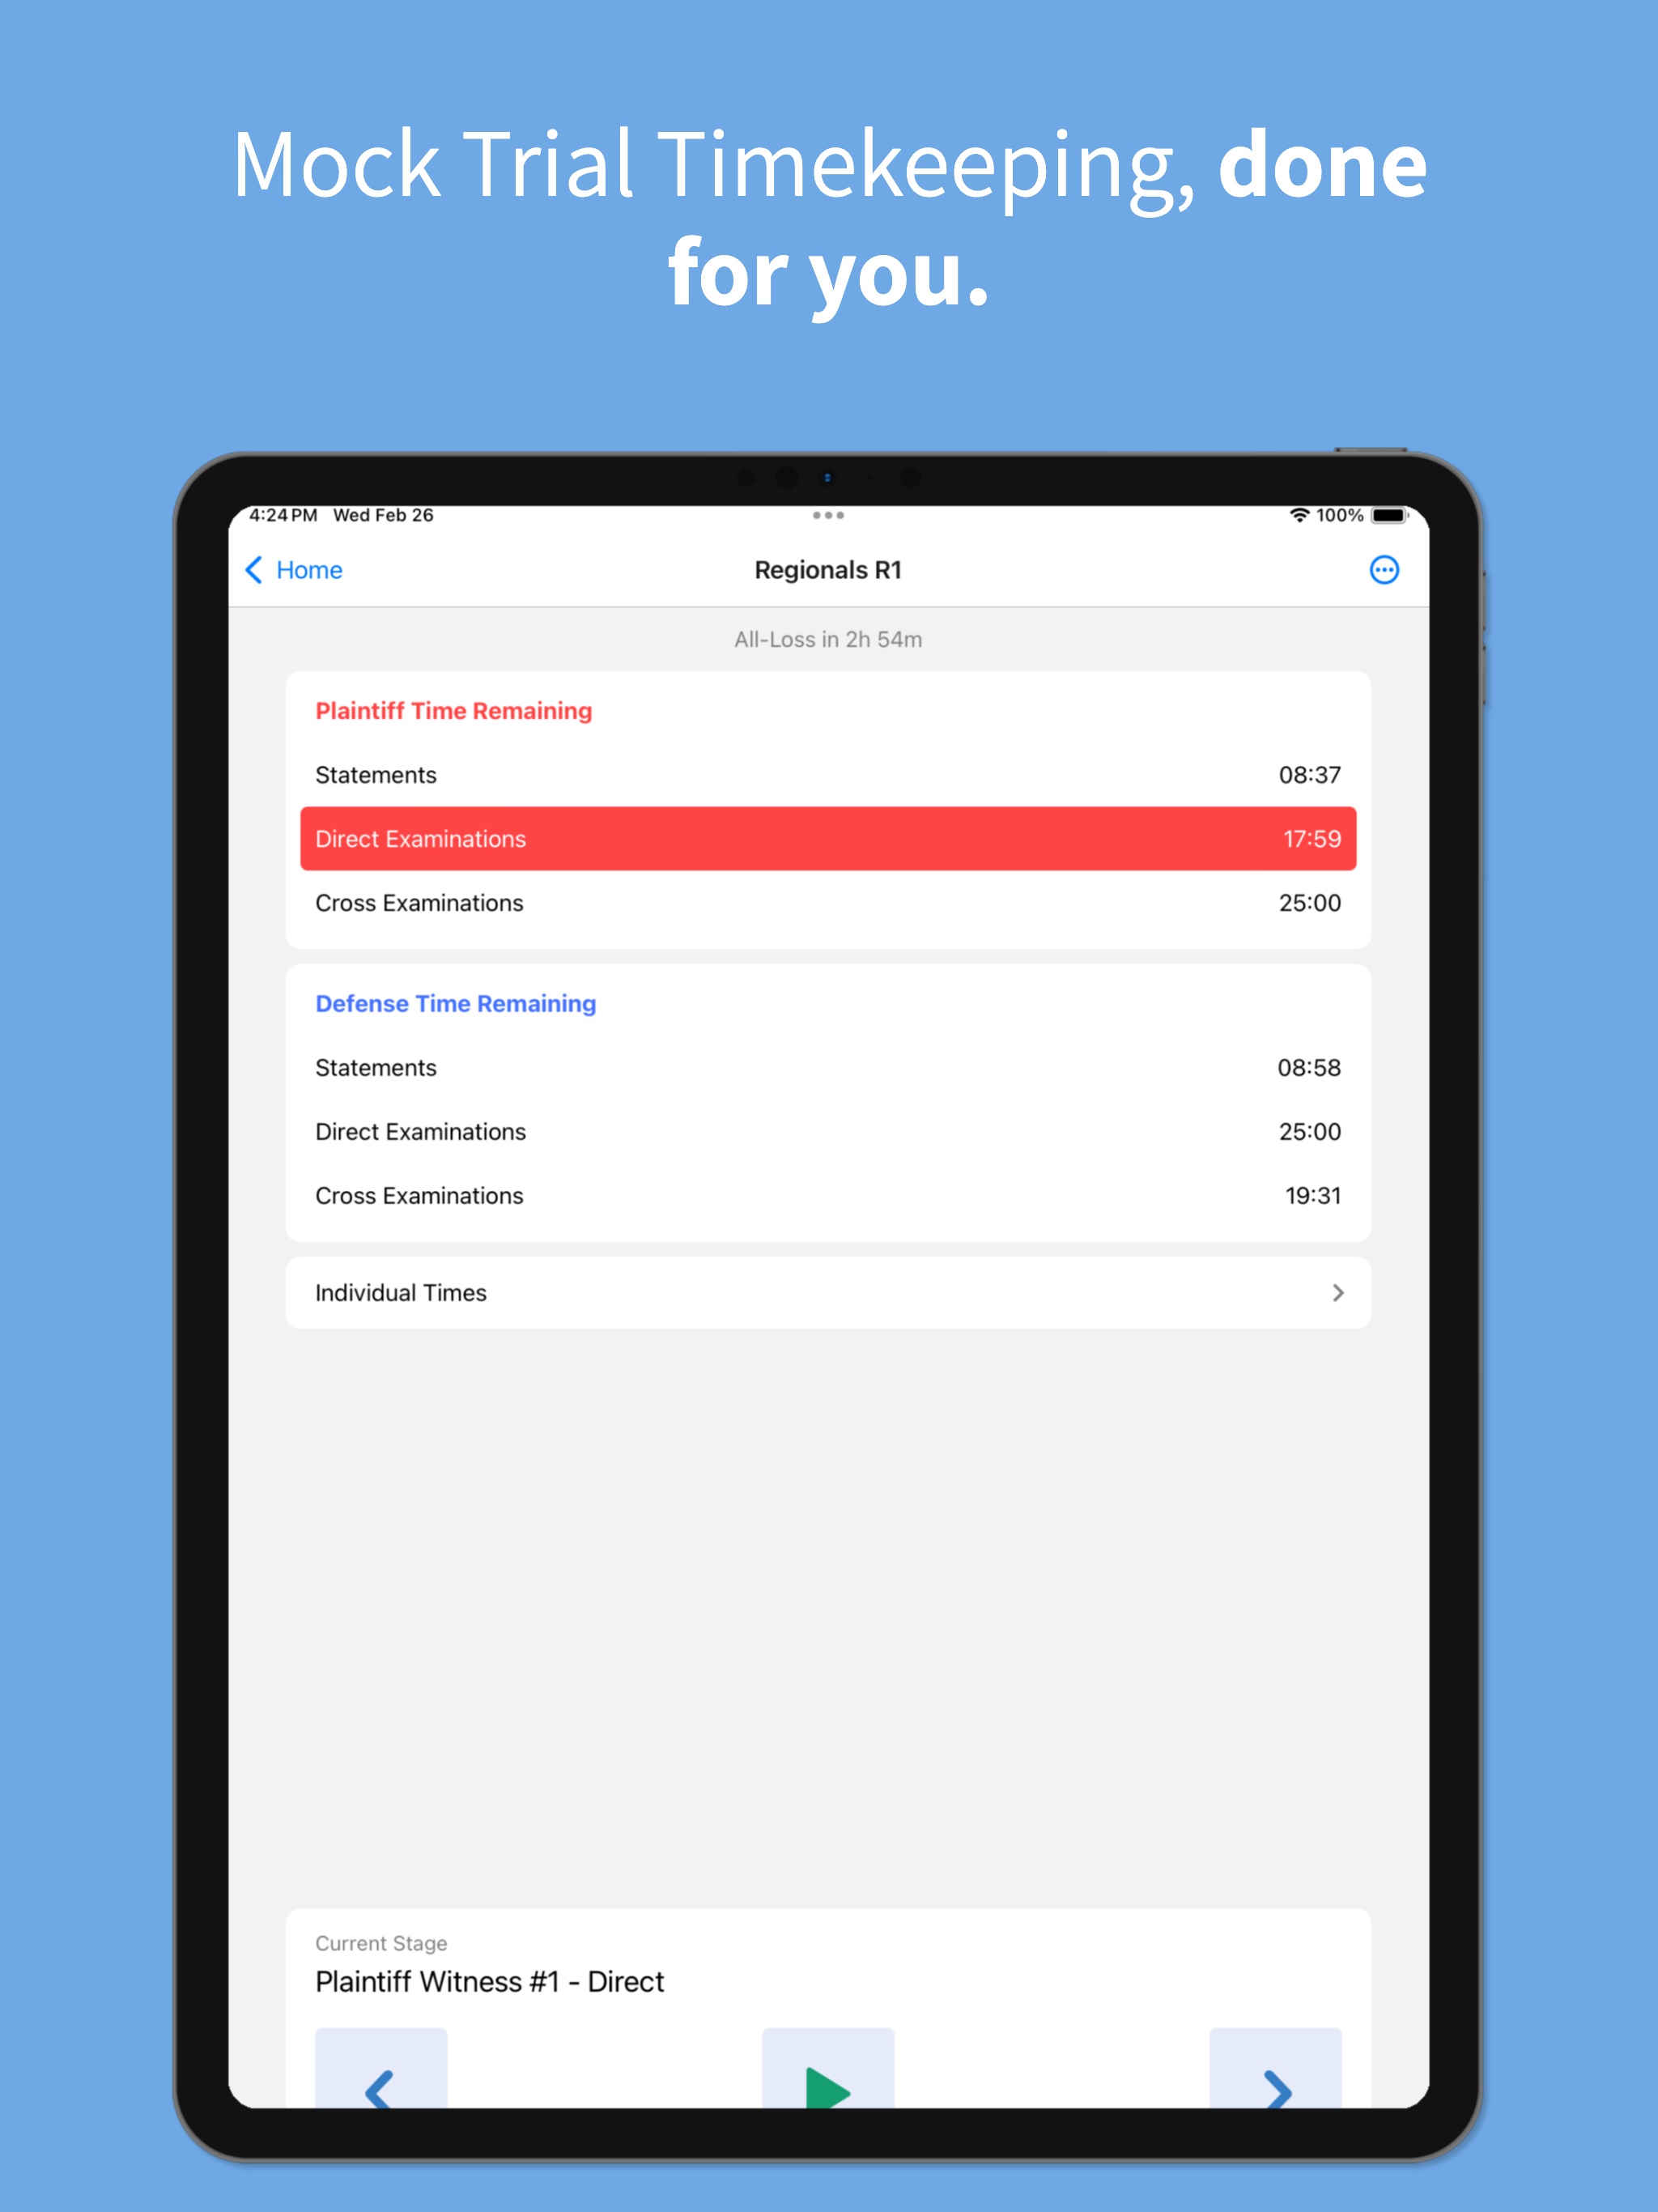 Mock Trial Timekeeping, done
for you.
4:24 PM Wed Feb 26
100%
Home
Regionals R1
All-Loss in 2h 54m
Plaintiff Time Remaining
Statements 08:37
Direct Examinations 17:59
Cross Examinations 25:00
Defense Time Remaining
Statements 08:58
Direct Examinations 25:00
Cross Examinations 19:31
Individual Times
Current Stage
Plaintiff Witness #1 - Direct